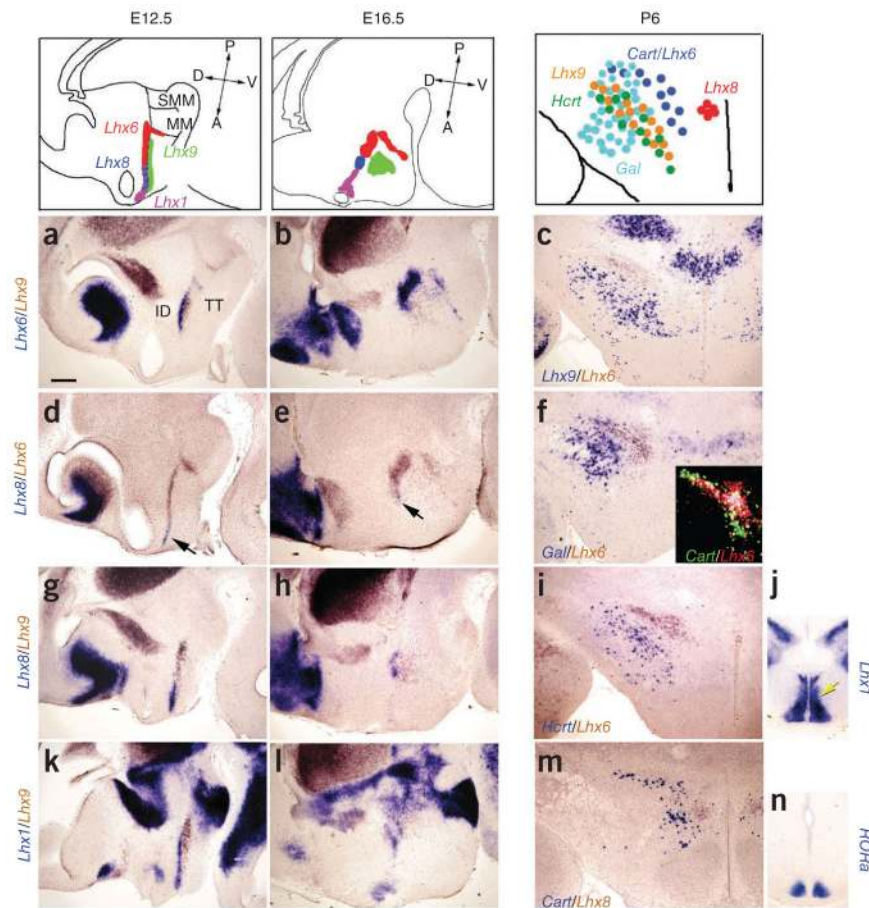 E12.5
E16.5
P6
P
D
V
A
SMM
MM
Lhx6
Lhx9
Lhx8
Lhx1
P
D
V
A
Cart/Lhx6
Lhx9
Lhx8
Hcrt
Gal
a
b
c
Lhx6/Lhx9
ID
TT
Lhx9/Lhx6
d
e
f
Lhx8/Lhx6
Gal/Lhx6
Cart/Lhx6
g
h
i
j
Lhx8/Lhx9
Hcrt/Lhx6
Lhx1
k
l
m
n
Lhx1/Lhx9
Cart/Lhx8
RORa